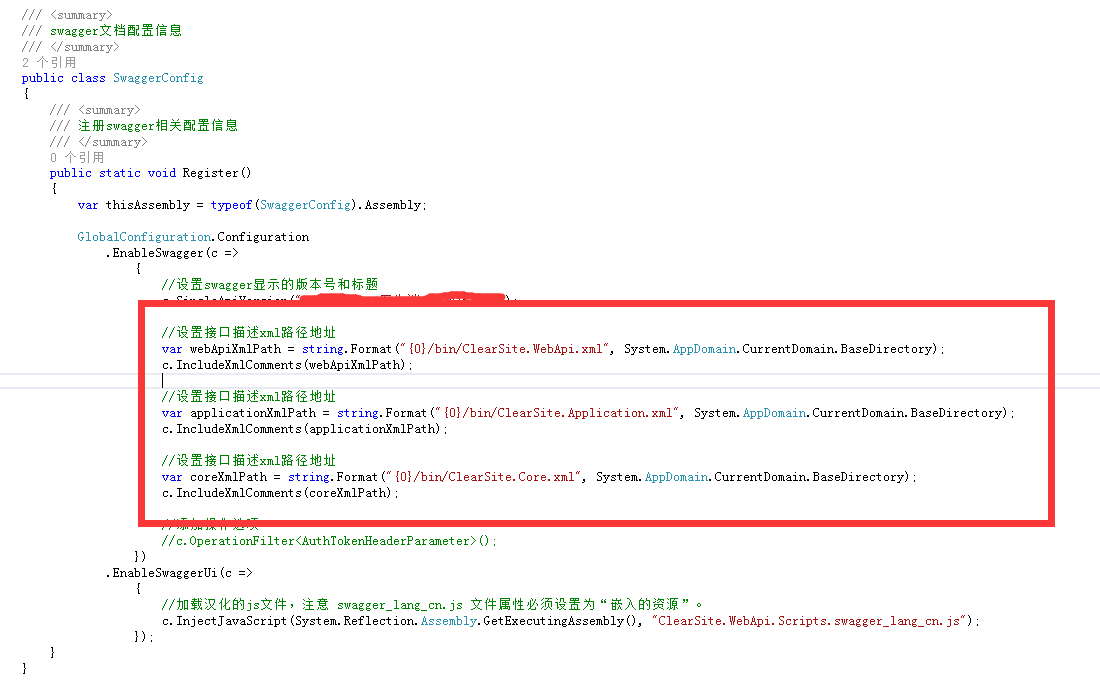 /// <summary>
/// swagger文档配置信息
/// </summary>
2 个引用
public class SwaggerConfig
{
/// <summary>
/// 注册swagger相关配置信息
/// </summary>
0 个引用
public static void Register()
{
var thisAssembly = typeof(SwaggerConfig).Assembly;
GlobalConfiguration.Configuration
.EnableSwagger(c =>
{
//设置swagger显示的版本号和标题
c.SingleApiVersion("
//设置接口描述xml路径地址
var webApiXmlPath = string.Format("{0}/bin/ClearSite.WebApi.xml", System.AppDomain.CurrentDomain.BaseDirectory);
c.IncludeXmlComments(webApiXmlPath);
//设置接口描述xml路径地址
var applicationXmlPath = string.Format("{0}/bin/ClearSite.Application.xml", System.AppDomain.CurrentDomain.BaseDirectory);
c.IncludeXmlComments(applicationXmlPath);
//设置接口描述xml路径地址
var coreXmlPath = string.Format("{0}/bin/ClearSite.Core.xml", System.AppDomain.CurrentDomain.BaseDirectory);
c.IncludeXmlComments(coreXmlPath);
//添加操作选项
//c.OperationFilter<AuthTokenHeaderParameter>();
})
.EnableSwaggerUi(c =>
{
//加载汉化的js文件，注意 swagger_lang_cn.js 文件属性必须设置为“嵌入的资源”。
c.InjectJavaScript(System.Reflection.Assembly.GetExecutingAssembly(), "ClearSite.WebApi.Scripts.swagger_lang_cn.js");
});
}
}